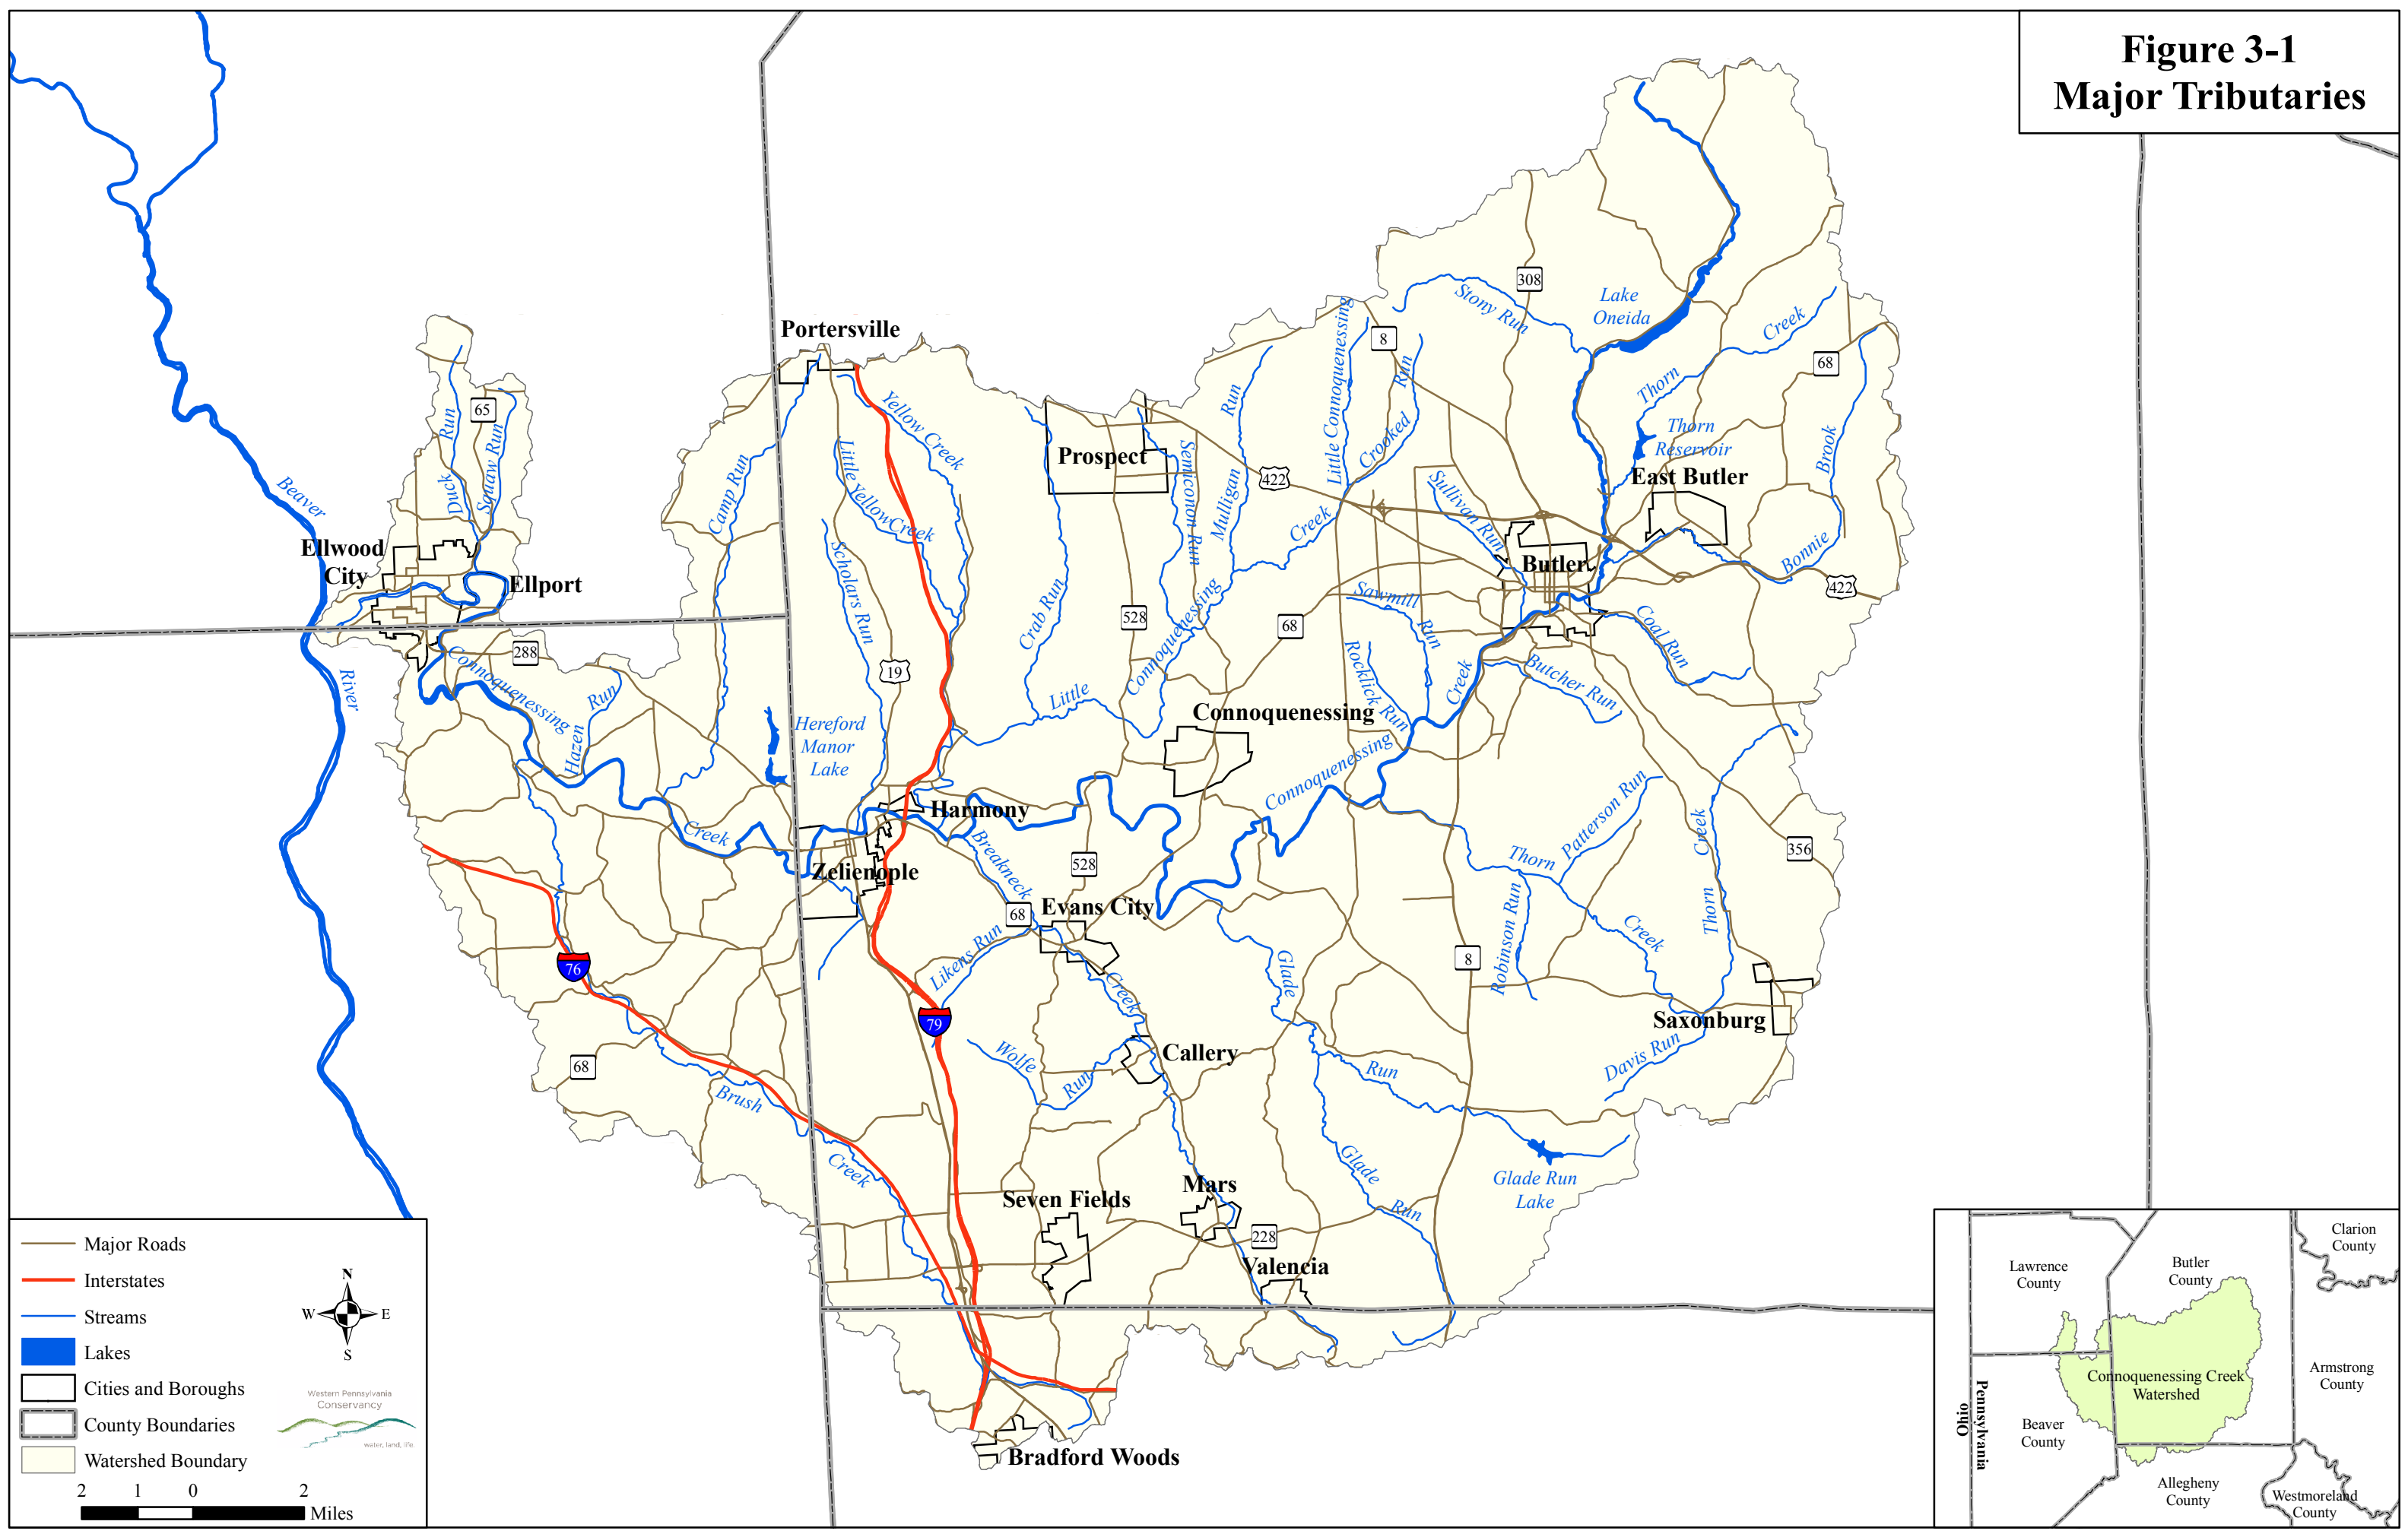 Figure 3-1
Major Tributaries
Portersville
Prospect
East Butler
Butler
Ellwood
City
Ellport
Connoquenessing
Harmony
Zelienople
Evans City
Callery
Saxonburg
Seven Fields
Mars
Valencia
Bradford Woods
Beaver
River
Duck
Run
Squaw Run
Camp Run
Yellow Creek
Little Yellow Creek
Scholars Run
Crab Run
Semiconon Run
Mulligan
Run
Little Connoquenessing
Creek
Crooked
Run
Stony Run
Lake
Oneida
Thorn
Creek
Thorn
Reservoir
Brook
Bonnie
Sullivan Run
Sawmill
Run
Rocklick Run
Coal Run
Butcher Run
Little
Connoquenessing
Connoquenessing
Creek
Connoquenessing
Creek
Hazen
Run
Hereford
Manor
Lake
Breakneck
Creek
Likens Run
Wolfe
Run
Glade
Run
Glade
Run
Glade Run
Lake
Thorn
Creek
Patterson Run
Robinson Run
Thorn
Creek
Davis Run
Brush
Creek
65
288
19
528
422
8
308
68
422
68
528
68
8
356
76
79
68
228
Major Roads
Interstates
Streams
Lakes
Cities and Boroughs
County Boundaries
Watershed Boundary
N
W
E
S
Western Pennsylvania
Conservancy
water, land, life.
2
1
0
2
Miles
Lawrence
County
Butler
County
Clarion
County
Connoquenessing Creek
Watershed
Armstrong
County
Beaver
County
Allegheny
County
Westmoreland
County
Ohio
Pennsylvania